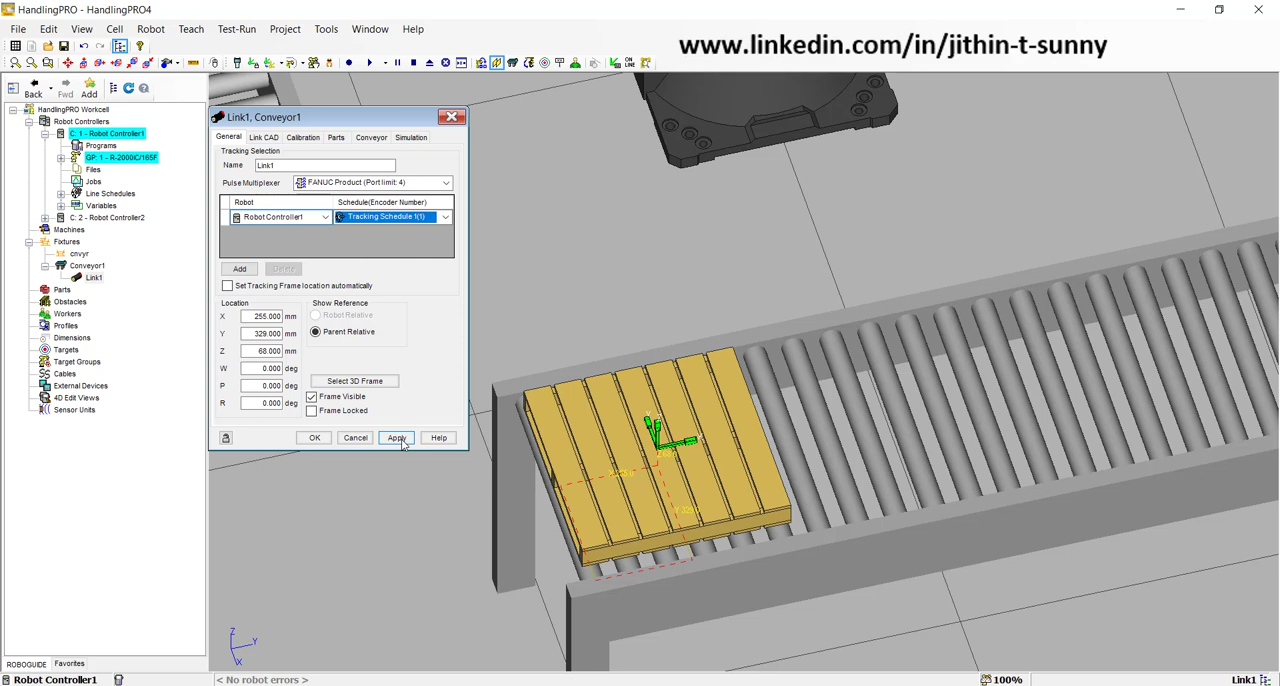 HandlingPRO - HandlingPRO4
File Edit View Cell Robot Teach Test-Run Project Tools Window Help
www.linkedin.com/in/jithin-t-sunny
Back Fwd Add
HandlingPRO Workcell
Robot Controllers
C: 1 - Robot Controller1
Programs
GP: 1 - R-2000iC/165F
Files
Jobs
Line Schedules
Variables
C: 2 - Robot Controller2
Machines
Fixtures
cnvyr
Conveyor1
Link1
Parts
Obstacles
Workers
Profiles
Dimensions
Targets
Target Groups
Cables
External Devices
4D Edit Views
Sensor Units
Link1, Conveyor1
General Link CAD Calibration Parts Conveyor Simulation
Tracking Selection
Name Link1
Pulse Multiplexer FANUC Product (Port limit: 4)
Robot Schedule(Encoder Number)
Robot Controller1 Tracking Schedule 1(1)
Add Delete
Set Tracking Frame location automatically
Location Show Reference
X 255.000 mm Robot Relative
Y 329.000 mm Parent Relative
Z 68.000 mm
W 0.000 deg
P 0.000 deg Select 3D Frame
R 0.000 deg Frame Visible
Frame Locked
OK Cancel Apply Help
Z
Y
X
ROBOGUIDE Favorites
Robot Controller1 < No robot errors > 100% Link1